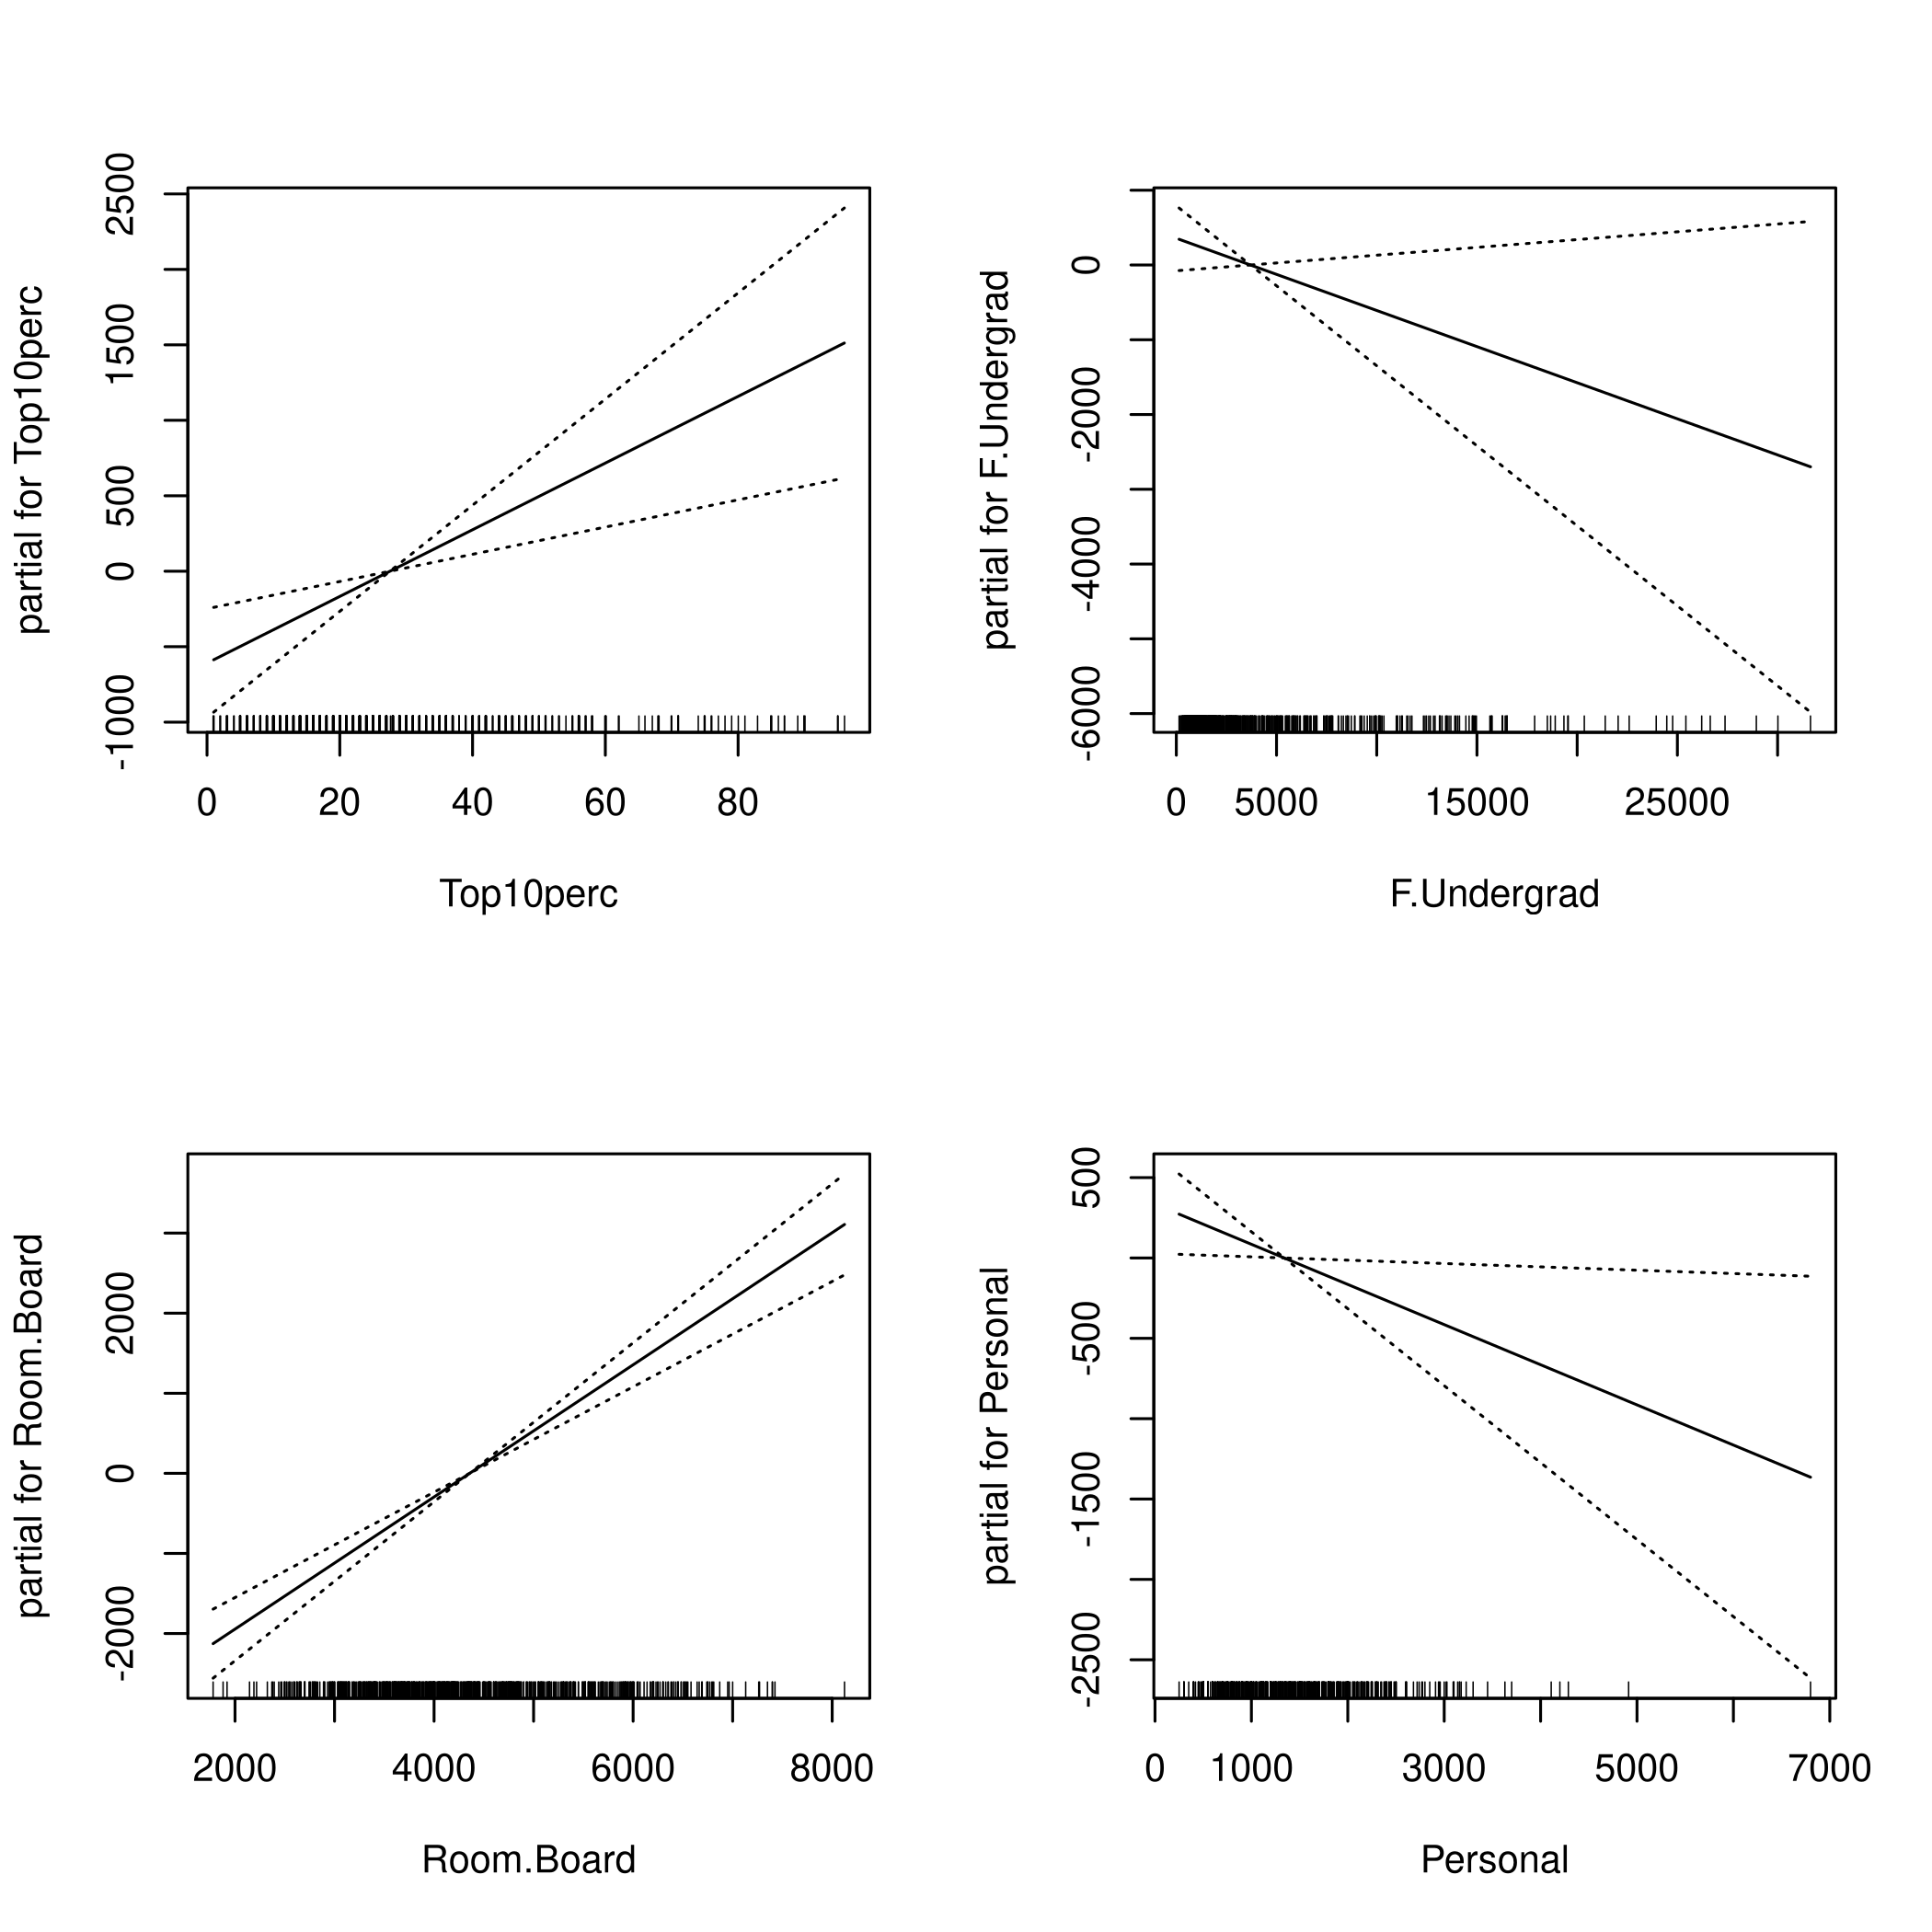 partial for Top10perc
-1000 0 500 1500 2500
0 20 40 60 80
Top10perc
partial for F.Undergrad
-6000 -4000 -2000 0
0 5000 15000 25000
F.Undergrad
partial for Room.Board
-2000 0 2000
2000 4000 6000 8000
Room.Board
partial for Personal
-2500 -1500 -500 500
0 1000 3000 5000 7000
Personal